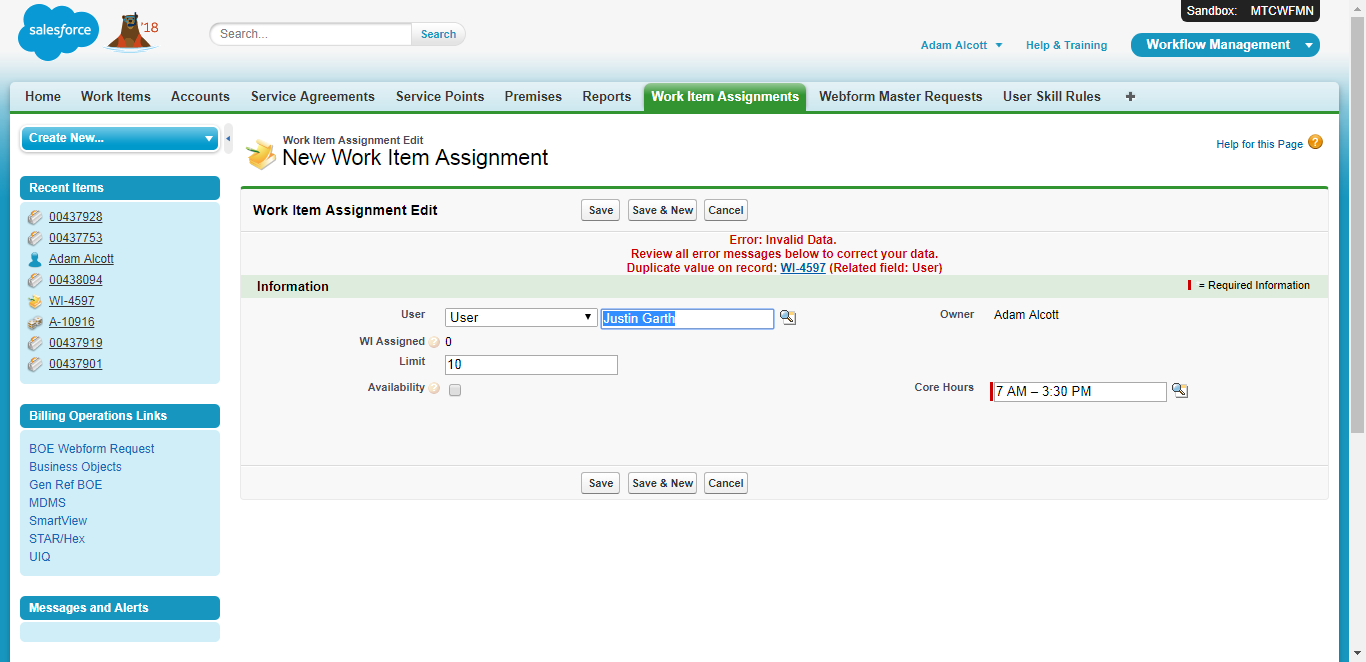 Sandbox: MTCWFMN
salesforce
'18
Search...
Search
Adam Alcott
Help & Training
Workflow Management
Home
Work Items
Accounts
Service Agreements
Service Points
Premises
Reports
Work Item Assignments
Webform Master Requests
User Skill Rules
+
Create New...
Recent Items
00437928
00437753
Adam Alcott
00438094
WI-4597
A-10916
00437919
00437901
Billing Operations Links
BOE Webform Request
Business Objects
Gen Ref BOE
MDMS
SmartView
STAR/Hex
UIQ
Messages and Alerts
Work Item Assignment Edit
New Work Item Assignment
Help for this Page ?
Work Item Assignment Edit
Save
Save & New
Cancel
Error: Invalid Data.
Review all error messages below to correct your data.
Duplicate value on record: WI-4597 (Related field: User)
Information
= Required Information
User
User
Justin Garth
Owner
Adam Alcott
WI Assigned
0
Limit
10
Availability
Core Hours
7 AM – 3:30 PM
Save
Save & New
Cancel